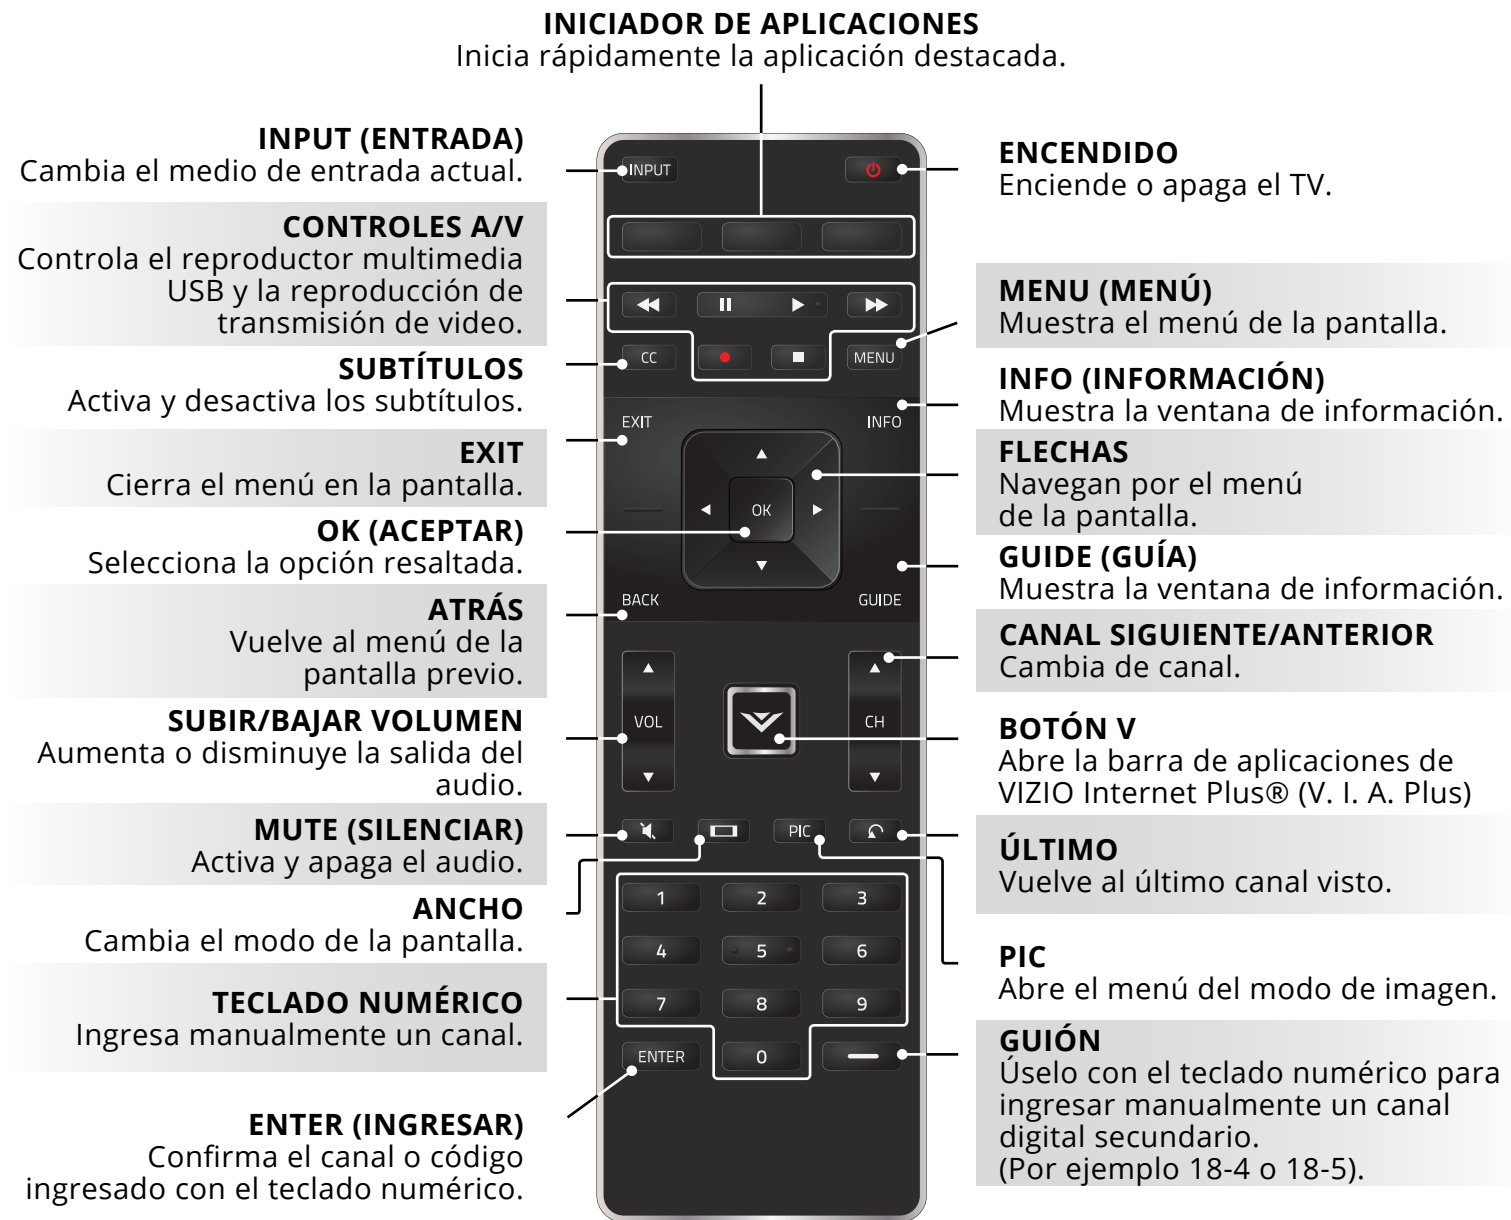 INICIADOR DE APLICACIONES
Inicia rápidamente la aplicación destacada.
INPUT (ENTRADA)
Cambia el medio de entrada actual.
CONTROLES A/V
Controla el reproductor multimedia
USB y la reproducción de
transmisión de video.
SUBTÍTULOS
Activa y desactiva los subtítulos.
EXIT
Cierra el menú en la pantalla.
OK (ACEPTAR)
Selecciona la opción resaltada.
ATRÁS
Vuelve al menú de la
pantalla previo.
SUBIR/BAJAR VOLUMEN
Aumenta o disminuye la salida del
audio.
MUTE (SILENCIAR)
Activa y apaga el audio.
ANCHO
Cambia el modo de la pantalla.
TECLADO NUMÉRICO
Ingresa manualmente un canal.
ENTER (INGRESAR)
Confirma el canal o código
ingresado con el teclado numérico.
INPUT
CC
MENU
EXIT
INFO
OK
BACK
GUIDE
VOL
CH
PIC
1 2 3
4 5 6
7 8 9
ENTER 0
ENCENDIDO
Enciende o apaga el TV.
MENU (MENÚ)
Muestra el menú de la pantalla.
INFO (INFORMACIÓN)
Muestra la ventana de información.
FLECHAS
Navegan por el menú
de la pantalla.
GUIDE (GUÍA)
Muestra la ventana de información.
CANAL SIGUIENTE/ANTERIOR
Cambia de canal.
BOTÓN V
Abre la barra de aplicaciones de
VIZIO Internet Plus® (V. I. A. Plus)
ÚLTIMO
Vuelve al último canal visto.
PIC
Abre el menú del modo de imagen.
GUIÓN
Úselo con el teclado numérico para
ingresar manualmente un canal
digital secundario.
(Por ejemplo 18-4 o 18-5).